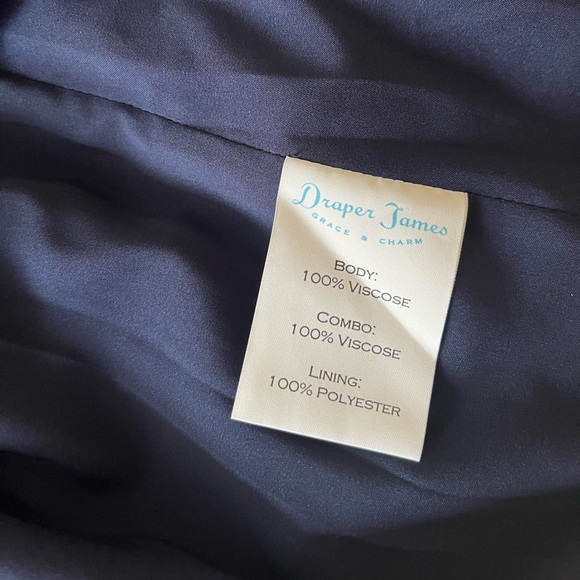 Draper James
GRACE & CHARM
BODY:
100% VISCOSE
COMBO:
100% VISCOSE
LINING:
100% POLYESTER